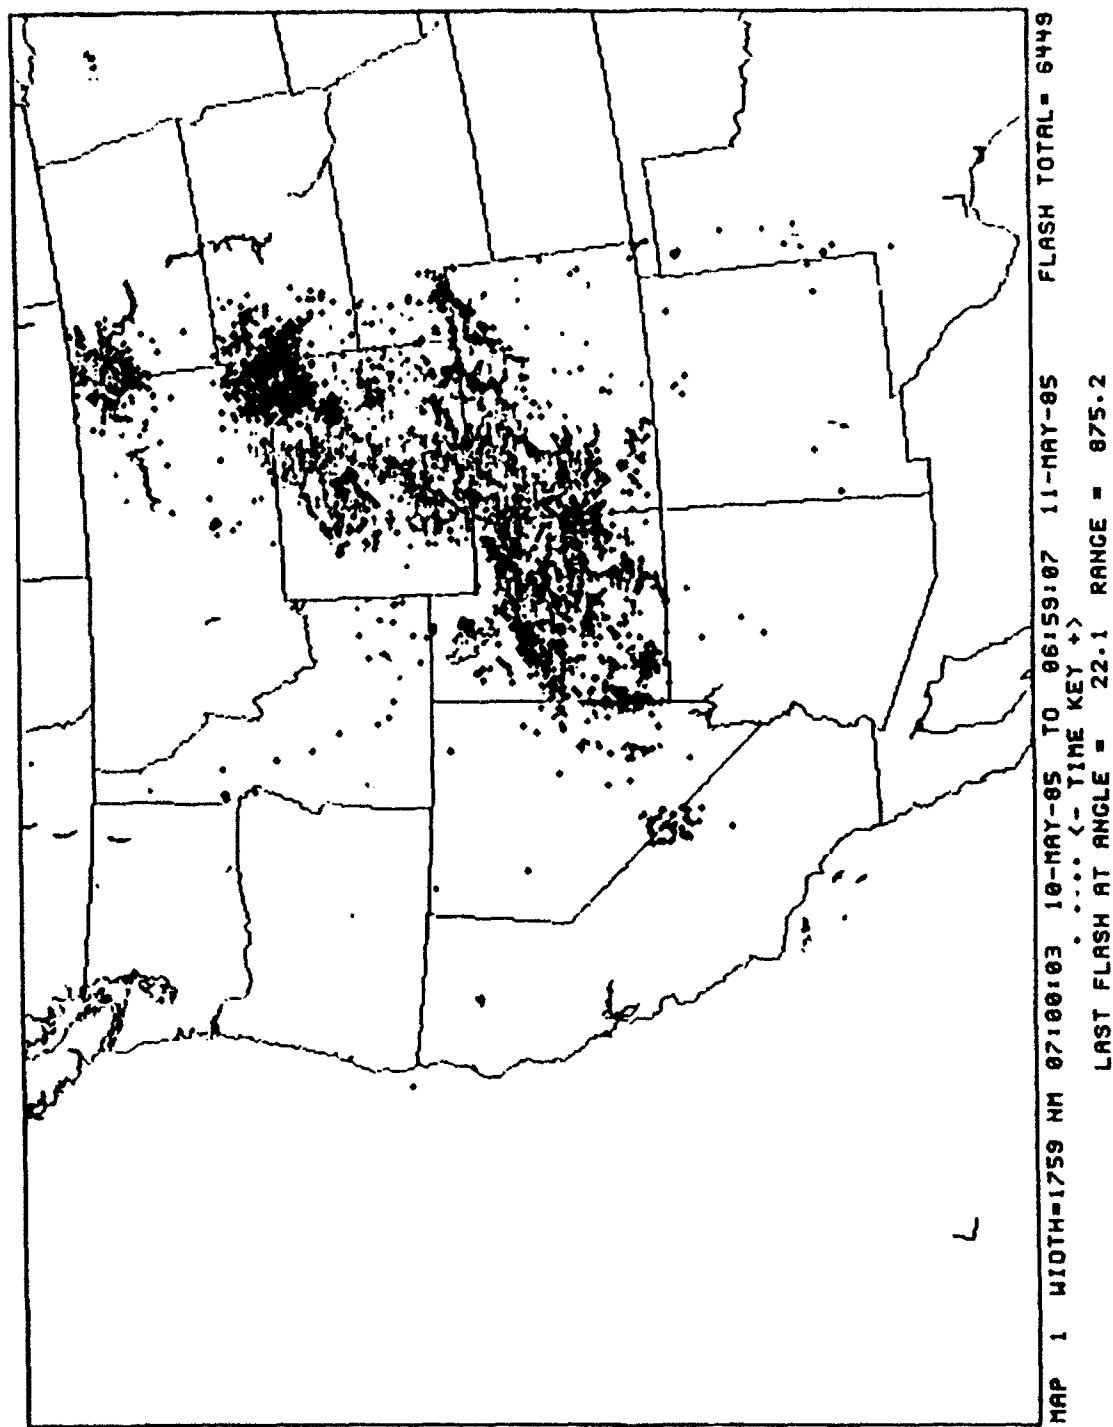 MAP 1 WIDTH=1759 NM 07:00:03 10-MAY-85 TO 06:59:07 11-MAY-85 FLASH TOTAL= 6449
<- TIME KEY +>
LAST FLASH AT ANGLE = 22.1 RANGE = 875.2